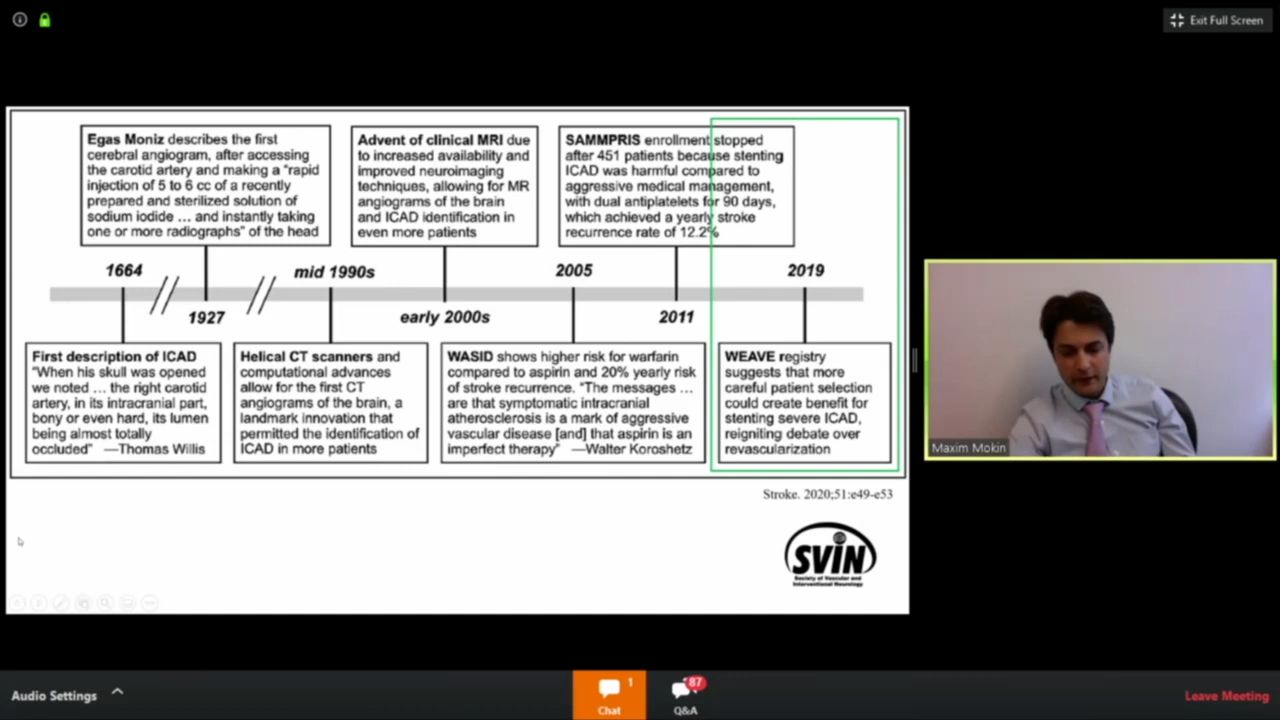 Exit Full Screen
Egas Moniz describes the first
cerebral angiogram, after accessing
the carotid artery and making a "rapid
injection of 5 to 6 cc of a recently
prepared and sterilized solution of
sodium iodide ... and instantly taking
one or more radiographs" of the head
Advent of clinical MRI due
to increased availability and
improved neuroimaging
techniques, allowing for MR
angiograms of the brain
and ICAD identification in
even more patients
SAMMPRIS enrollment stopped
after 451 patients because stenting
ICAD was harmful compared to
aggressive medical management,
with dual antiplatelets for 90 days,
which achieved a yearly stroke
recurrence rate of 12.2%
1664
mid 1990s
2005
2019
1927
early 2000s
2011
First description of ICAD
"When his skull was opened
we noted ... the right carotid
artery, in its intracranial part,
bony or even hard, its lumen
being almost totally
occluded" —Thomas Willis
Helical CT scanners and
computational advances
allow for the first CT
angiograms of the brain, a
landmark innovation that
permitted the identification of
ICAD in more patients
WASID shows higher risk for warfarin
compared to aspirin and 20% yearly risk
of stroke recurrence. "The messages ...
are that symptomatic intracranial
atherosclerosis is a mark of aggressive
vascular disease [and] that aspirin is an
imperfect therapy" —Walter Koroshetz
WEAVE registry
suggests that more
careful patient selection
could create benefit for
stenting severe ICAD,
reigniting debate over
revascularization
Stroke. 2020;51:e49-e53
SVIN
Society of Vascular and
Interventional Neurology
Maxim Mokin
Audio Settings
1
Chat
87
Q&A
Leave Meeting